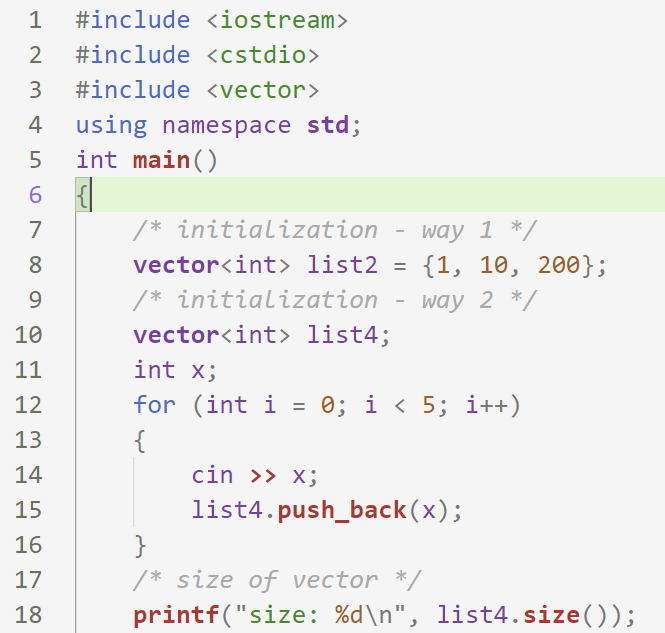 1 #include <iostream>
2 #include <cstdio>
3 #include <vector>
4 using namespace std;
5 int main()
6 {
7     /* initialization - way 1 */
8     vector<int> list2 = {1, 10, 200};
9     /* initialization - way 2 */
10     vector<int> list4;
11     int x;
12     for (int i = 0; i < 5; i++)
13     {
14         cin >> x;
15         list4.push_back(x);
16     }
17     /* size of vector */
18     printf("size: %d\n", list4.size());